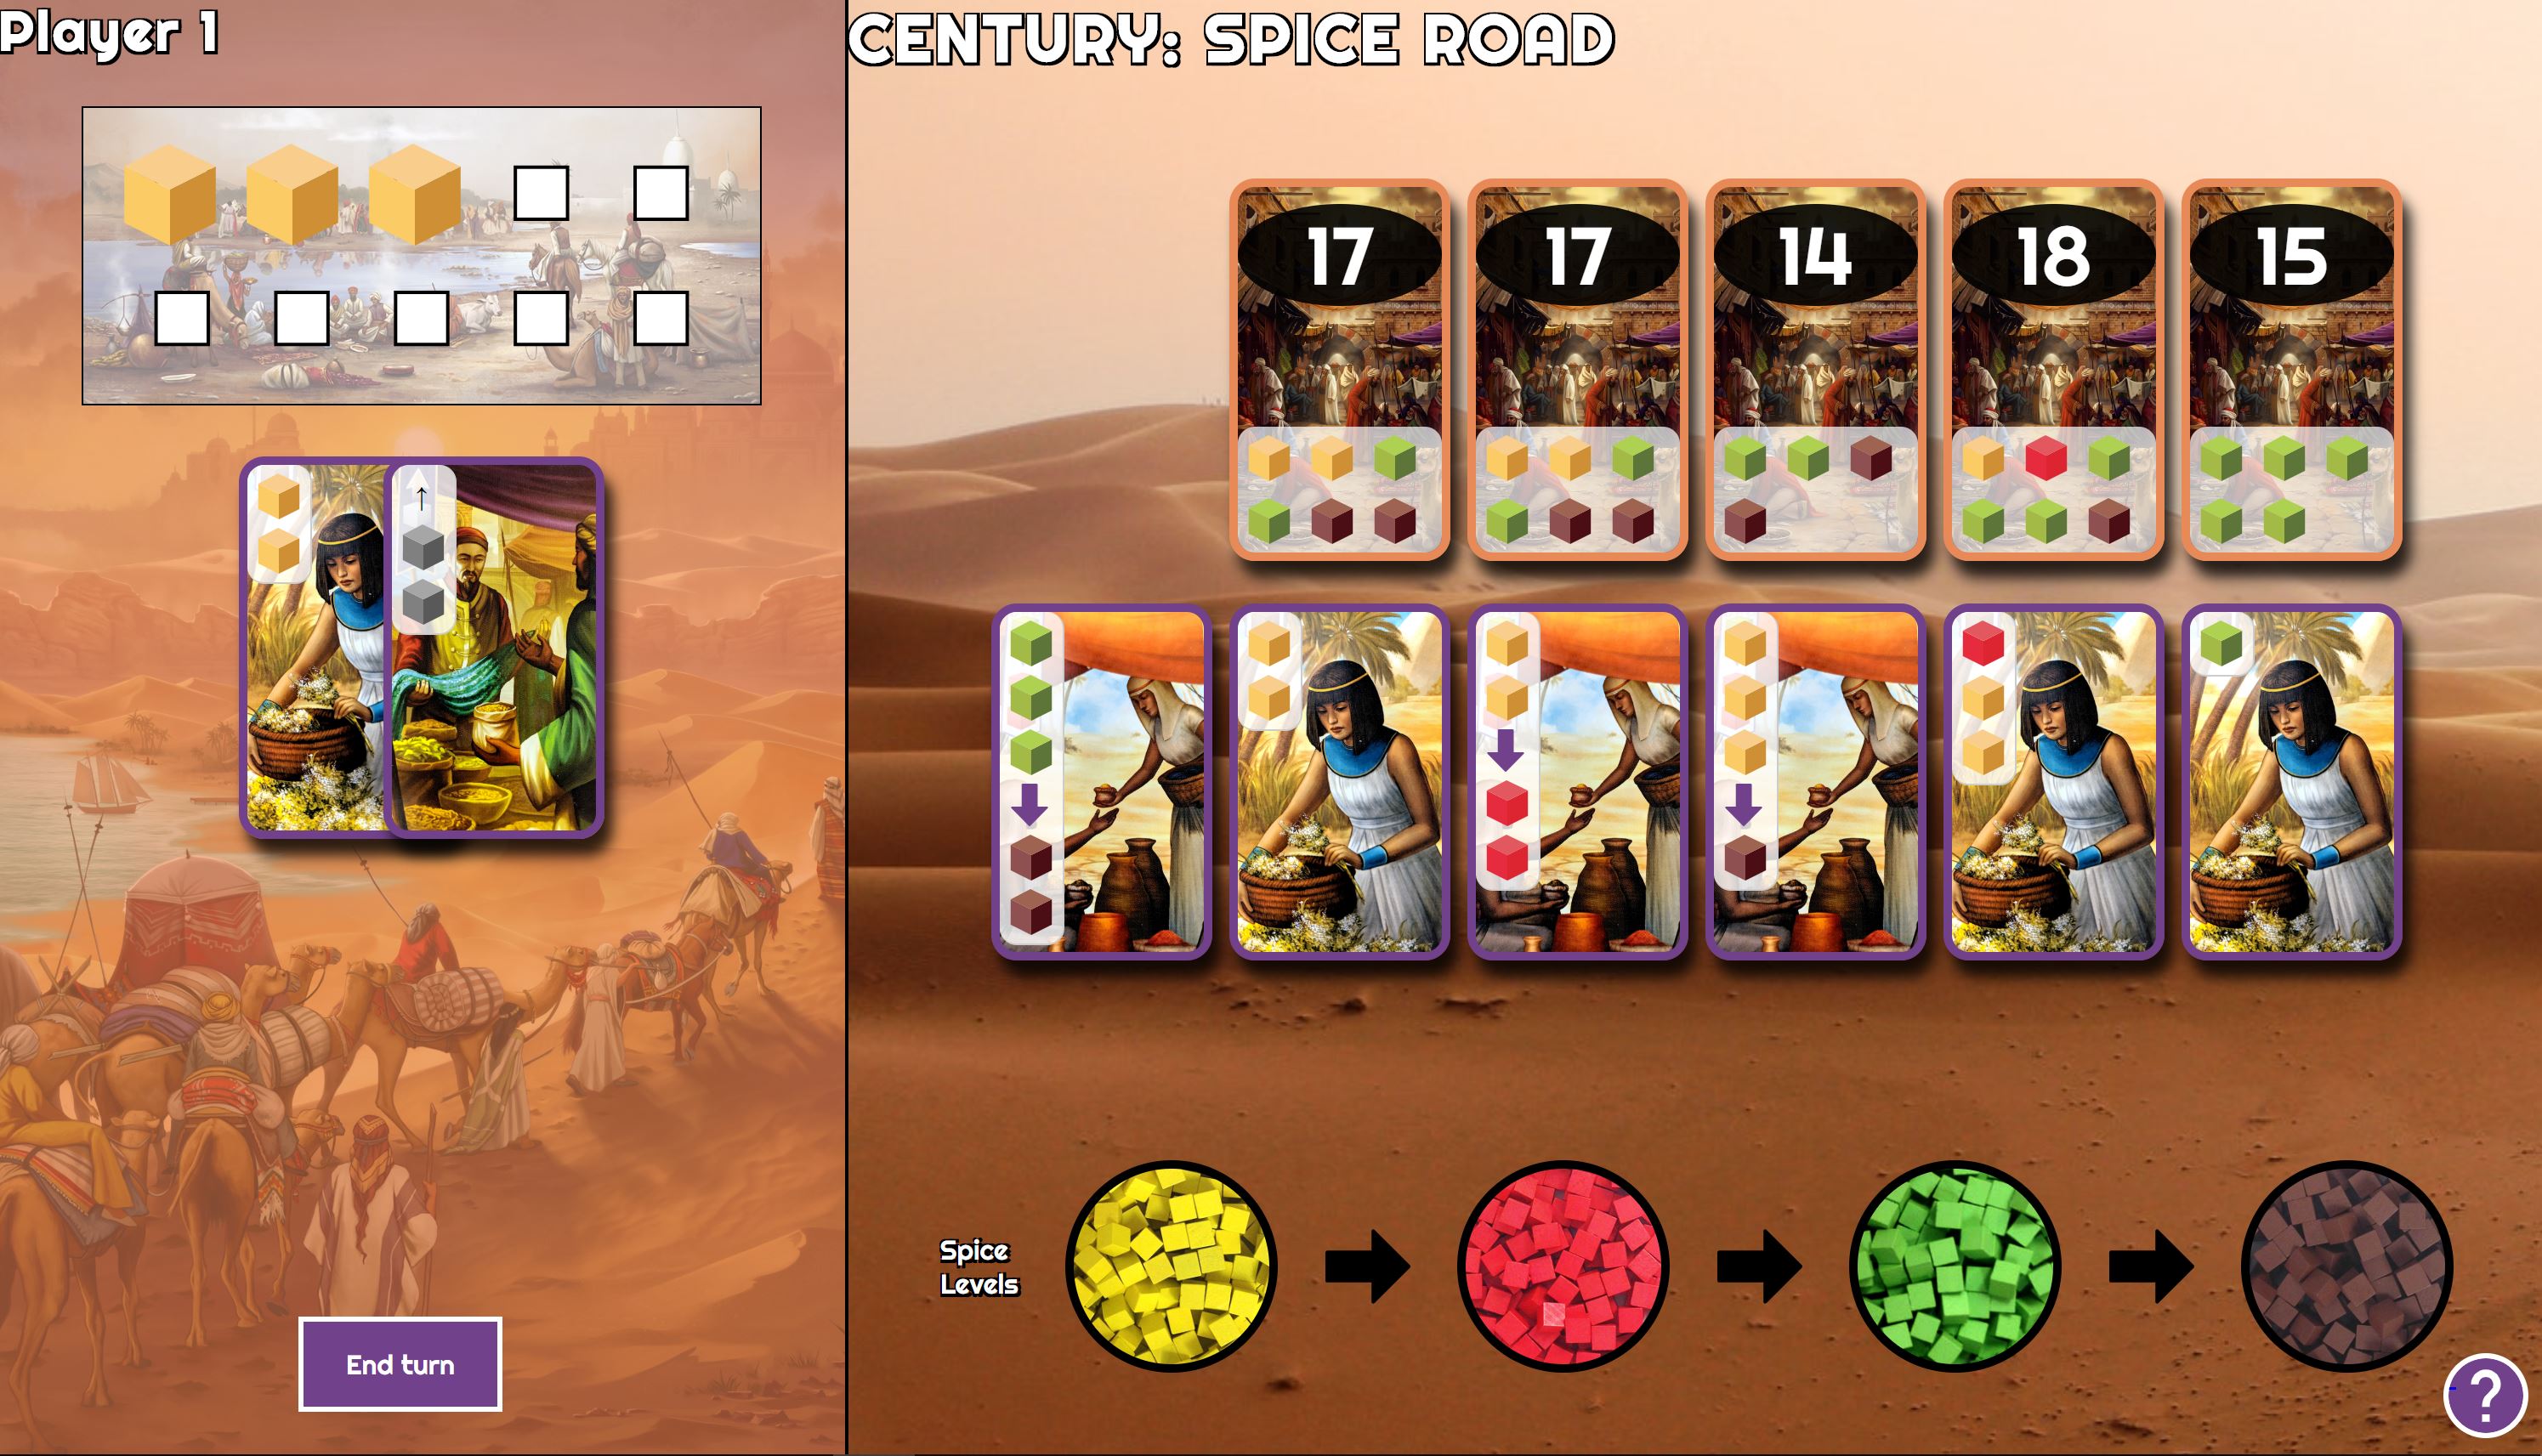 Player 1
CENTURY: SPICE ROAD
17
17
14
18
15
Spice
Levels
End turn
?